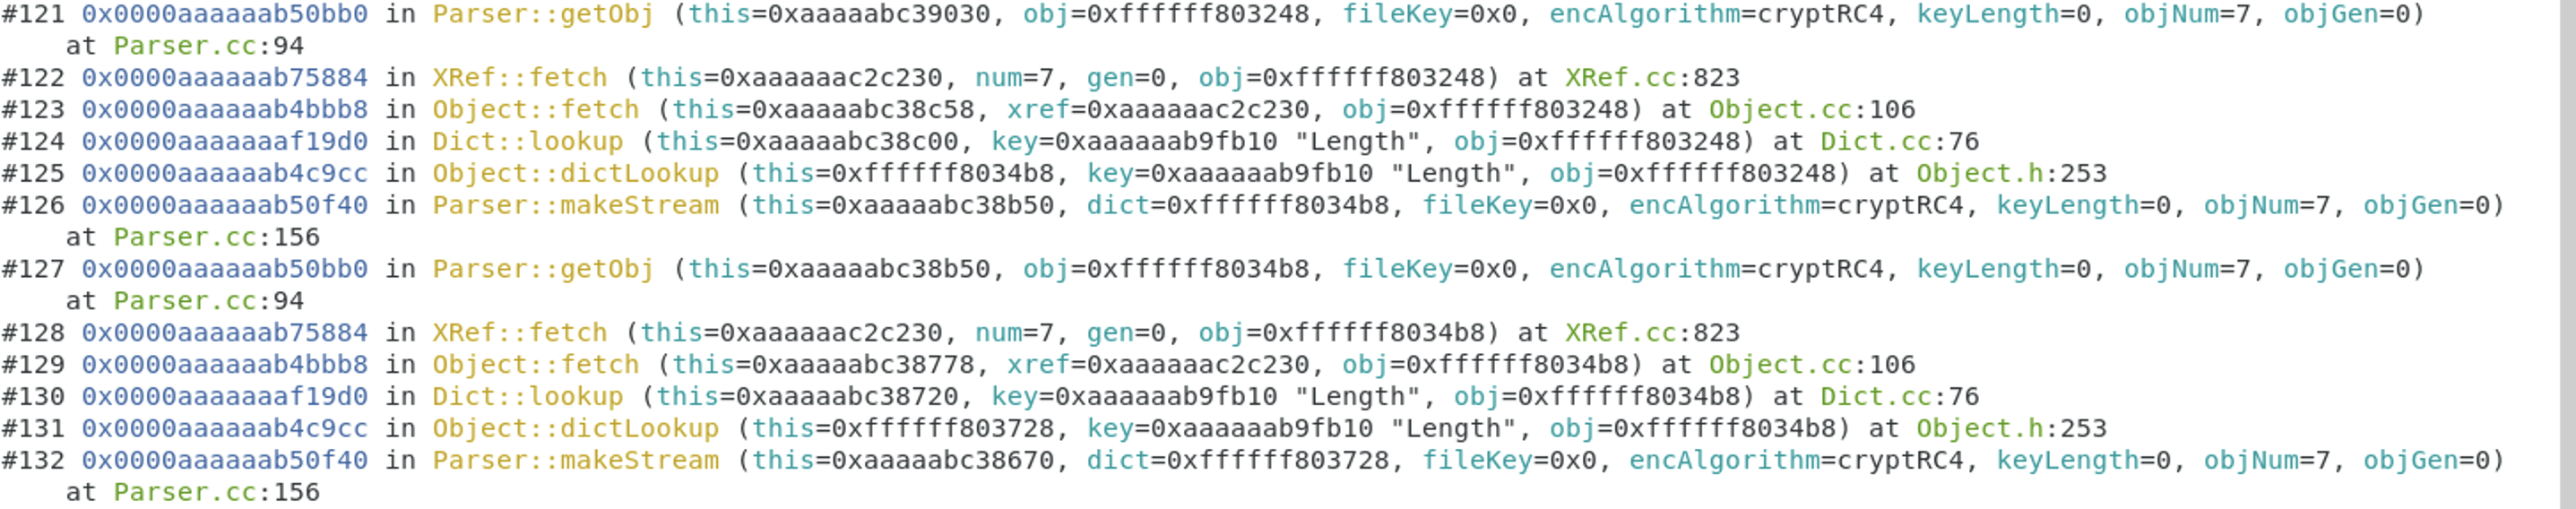 #121 0x0000aaaaaab50bb0 in Parser::getObj (this=0xaaaaabc39030, obj=0xffffff803248, fileKey=0x0, encAlgorithm=cryptRC4, keyLength=0, objNum=7, objGen=0)
    at Parser.cc:94
#122 0x0000aaaaaab75884 in XRef::fetch (this=0xaaaaaac2c230, num=7, gen=0, obj=0xffffff803248) at XRef.cc:823
#123 0x0000aaaaaab4bbb8 in Object::fetch (this=0xaaaaabc38c58, xref=0xaaaaaac2c230, obj=0xffffff803248) at Object.cc:106
#124 0x0000aaaaaaaf19d0 in Dict::lookup (this=0xaaaaabc38c00, key=0xaaaaaab9fb10 "Length", obj=0xffffff803248) at Dict.cc:76
#125 0x0000aaaaaab4c9cc in Object::dictLookup (this=0xffffff8034b8, key=0xaaaaaab9fb10 "Length", obj=0xffffff803248) at Object.h:253
#126 0x0000aaaaaab50f40 in Parser::makeStream (this=0xaaaaabc38b50, dict=0xffffff8034b8, fileKey=0x0, encAlgorithm=cryptRC4, keyLength=0, objNum=7, objGen=0)
    at Parser.cc:156
#127 0x0000aaaaaab50bb0 in Parser::getObj (this=0xaaaaabc38b50, obj=0xffffff8034b8, fileKey=0x0, encAlgorithm=cryptRC4, keyLength=0, objNum=7, objGen=0)
    at Parser.cc:94
#128 0x0000aaaaaab75884 in XRef::fetch (this=0xaaaaaac2c230, num=7, gen=0, obj=0xffffff8034b8) at XRef.cc:823
#129 0x0000aaaaaab4bbb8 in Object::fetch (this=0xaaaaabc38778, xref=0xaaaaaac2c230, obj=0xffffff8034b8) at Object.cc:106
#130 0x0000aaaaaaaf19d0 in Dict::lookup (this=0xaaaaabc38720, key=0xaaaaaab9fb10 "Length", obj=0xffffff8034b8) at Dict.cc:76
#131 0x0000aaaaaab4c9cc in Object::dictLookup (this=0xffffff803728, key=0xaaaaaab9fb10 "Length", obj=0xffffff8034b8) at Object.h:253
#132 0x0000aaaaaab50f40 in Parser::makeStream (this=0xaaaaabc38670, dict=0xffffff803728, fileKey=0x0, encAlgorithm=cryptRC4, keyLength=0, objNum=7, objGen=0)
    at Parser.cc:156